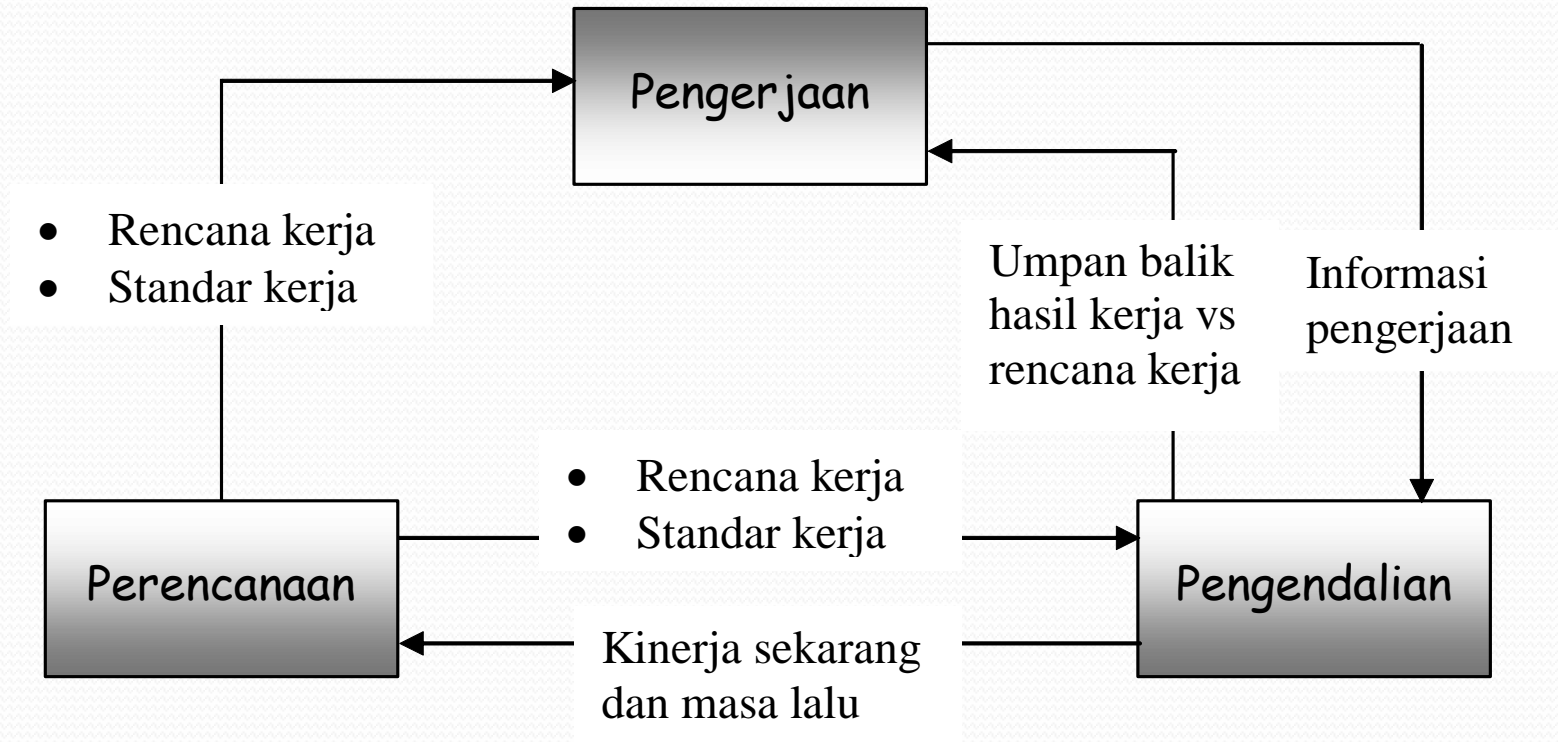 Pengerjaan
• Rencana kerja
• Standar kerja
Umpan balik
hasil kerja vs
rencana kerja
Informasi
pengerjaan
• Rencana kerja
• Standar kerja
Perencanaan
Pengendalian
Kinerja sekarang
dan masa lalu